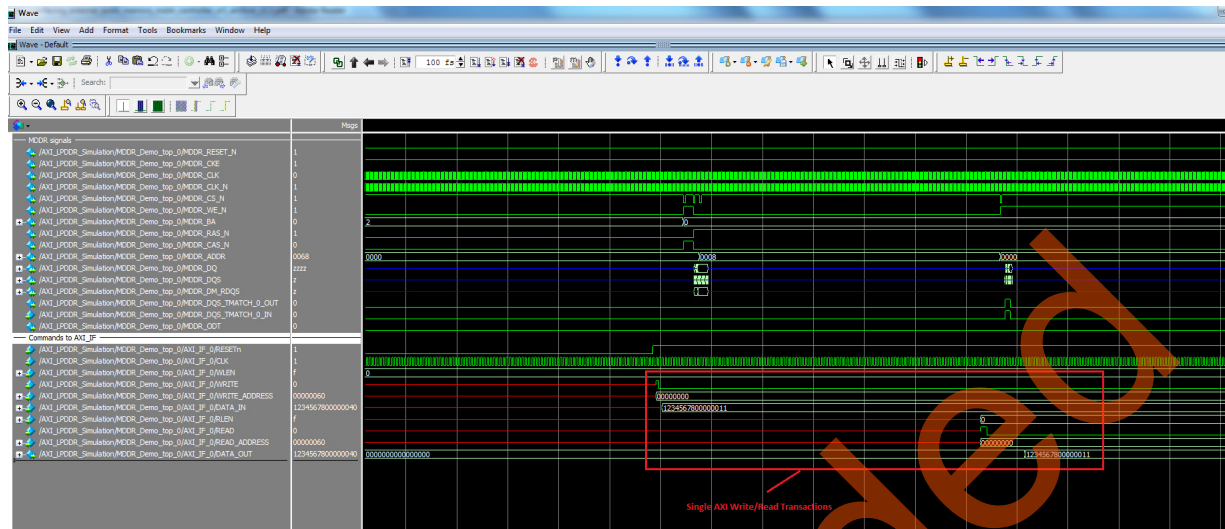 Wave
File Edit View Add Format Tools Bookmarks Window Help
Wave - Default
100 fs
Search:
Msgs
MDDR signals
/AXI_LPDDR_Simulation/MDDR_Demo_top_0/MDDR_RESET_N 1
/AXI_LPDDR_Simulation/MDDR_Demo_top_0/MDDR_CKE 1
/AXI_LPDDR_Simulation/MDDR_Demo_top_0/MDDR_CLK 0
/AXI_LPDDR_Simulation/MDDR_Demo_top_0/MDDR_CLK_N 1
/AXI_LPDDR_Simulation/MDDR_Demo_top_0/MDDR_CS_N 1
/AXI_LPDDR_Simulation/MDDR_Demo_top_0/MDDR_WE_N 1
/AXI_LPDDR_Simulation/MDDR_Demo_top_0/MDDR_BA 0 2 0
/AXI_LPDDR_Simulation/MDDR_Demo_top_0/MDDR_RAS_N 1
/AXI_LPDDR_Simulation/MDDR_Demo_top_0/MDDR_CAS_N 0
/AXI_LPDDR_Simulation/MDDR_Demo_top_0/MDDR_ADDR 0068 0000 0008 0000
/AXI_LPDDR_Simulation/MDDR_Demo_top_0/MDDR_DQ zzzz
/AXI_LPDDR_Simulation/MDDR_Demo_top_0/MDDR_DQS z
/AXI_LPDDR_Simulation/MDDR_Demo_top_0/MDDR_DM_RDQS z
/AXI_LPDDR_Simulation/MDDR_Demo_top_0/MDDR_DQS_TMATCH_0_OUT 0
/AXI_LPDDR_Simulation/MDDR_Demo_top_0/MDDR_DQS_TMATCH_0_IN 0
/AXI_LPDDR_Simulation/MDDR_Demo_top_0/MDDR_ODT 0
Commands to AXI_IF
/AXI_LPDDR_Simulation/MDDR_Demo_top_0/AXI_IF_0/RESETn 1
/AXI_LPDDR_Simulation/MDDR_Demo_top_0/AXI_IF_0/CLK 1
/AXI_LPDDR_Simulation/MDDR_Demo_top_0/AXI_IF_0/WLEN f 0
/AXI_LPDDR_Simulation/MDDR_Demo_top_0/AXI_IF_0/WRITE 0
/AXI_LPDDR_Simulation/MDDR_Demo_top_0/AXI_IF_0/WRITE_ADDRESS 00000060 00000000
/AXI_LPDDR_Simulation/MDDR_Demo_top_0/AXI_IF_0/DATA_IN 1234567800000040 1234567800000011
/AXI_LPDDR_Simulation/MDDR_Demo_top_0/AXI_IF_0/RLEN f 0
/AXI_LPDDR_Simulation/MDDR_Demo_top_0/AXI_IF_0/READ 0
/AXI_LPDDR_Simulation/MDDR_Demo_top_0/AXI_IF_0/READ_ADDRESS 00000060 00000000
/AXI_LPDDR_Simulation/MDDR_Demo_top_0/AXI_IF_0/DATA_OUT 1234567800000040 0000000000000000 1234567800000011
Single AXI Write/Read Transactions
ded